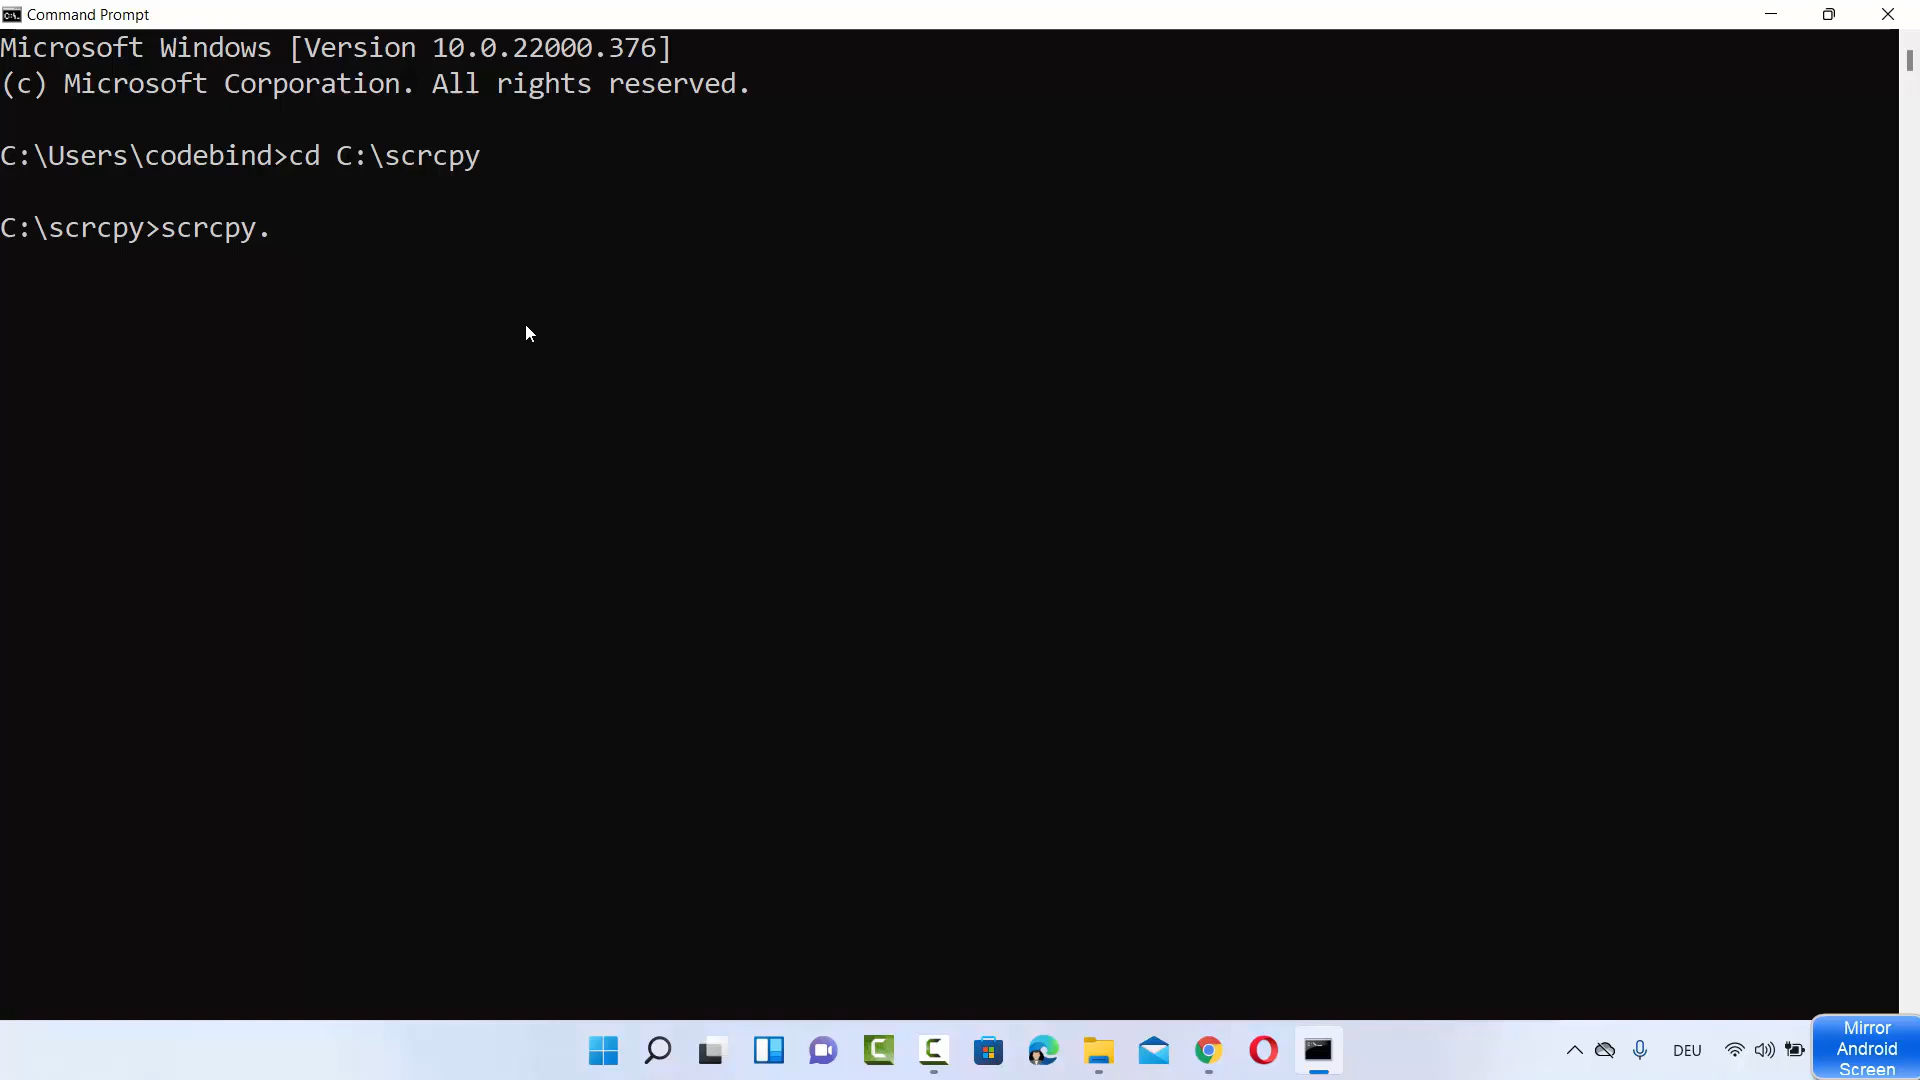 Command Prompt
Microsoft Windows [Version 10.0.22000.376]
(c) Microsoft Corporation. All rights reserved.
C:\Users\codebind>cd C:\scrcpy
C:\scrcpy>scrcpy.
DEU
Mirror
Android
Screen